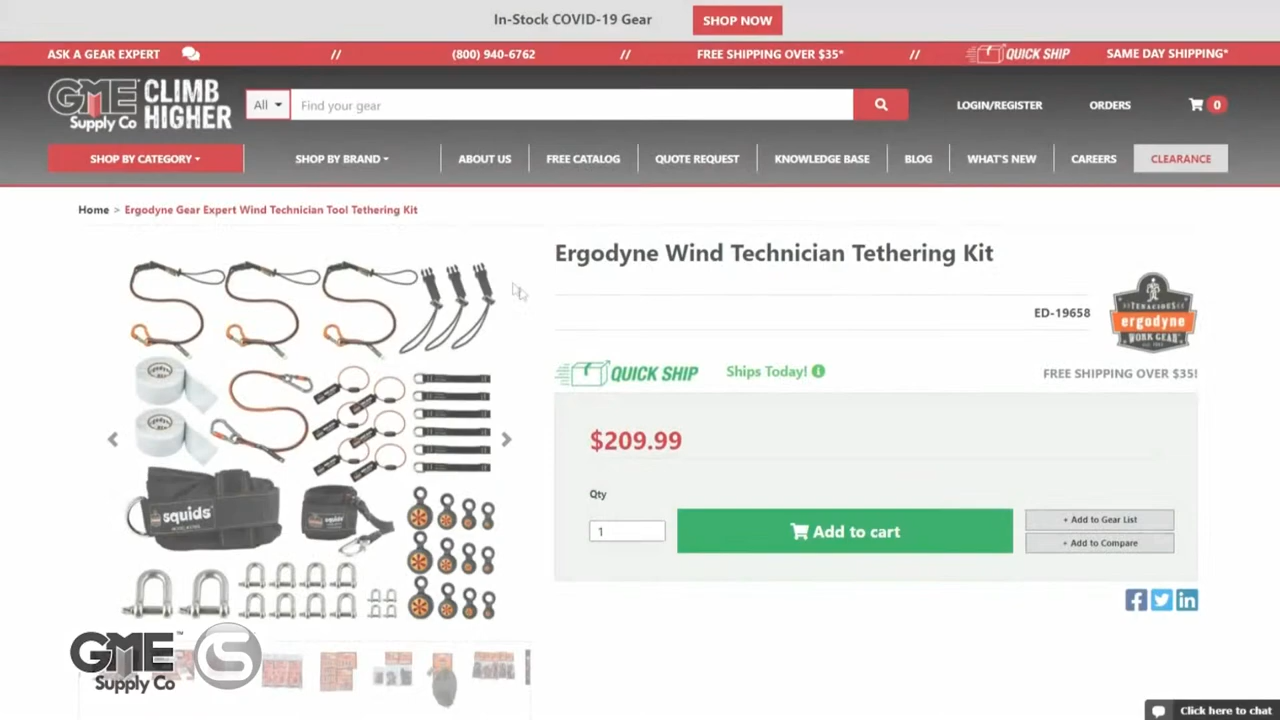 In-Stock COVID-19 Gear SHOP NOW
ASK A GEAR EXPERT // (800) 940-6762 // FREE SHIPPING OVER $35* // QUICK SHIP SAME DAY SHIPPING*
GME Supply Co CLIMB HIGHER
All Find your gear LOGIN/REGISTER ORDERS 0
SHOP BY CATEGORY SHOP BY BRAND ABOUT US FREE CATALOG QUOTE REQUEST KNOWLEDGE BASE BLOG WHAT'S NEW CAREERS CLEARANCE
Home > Ergodyne Gear Expert Wind Technician Tool Tethering Kit
Ergodyne Wind Technician Tethering Kit
ED-19658
TENACIOUS
ergodyne
WORK GEAR
QUICK SHIP Ships Today! FREE SHIPPING OVER $35!
$209.99
Qty
1
Add to cart
+ Add to Gear List
+ Add to Compare
squids
GME™
Supply Co
S
Click here to chat